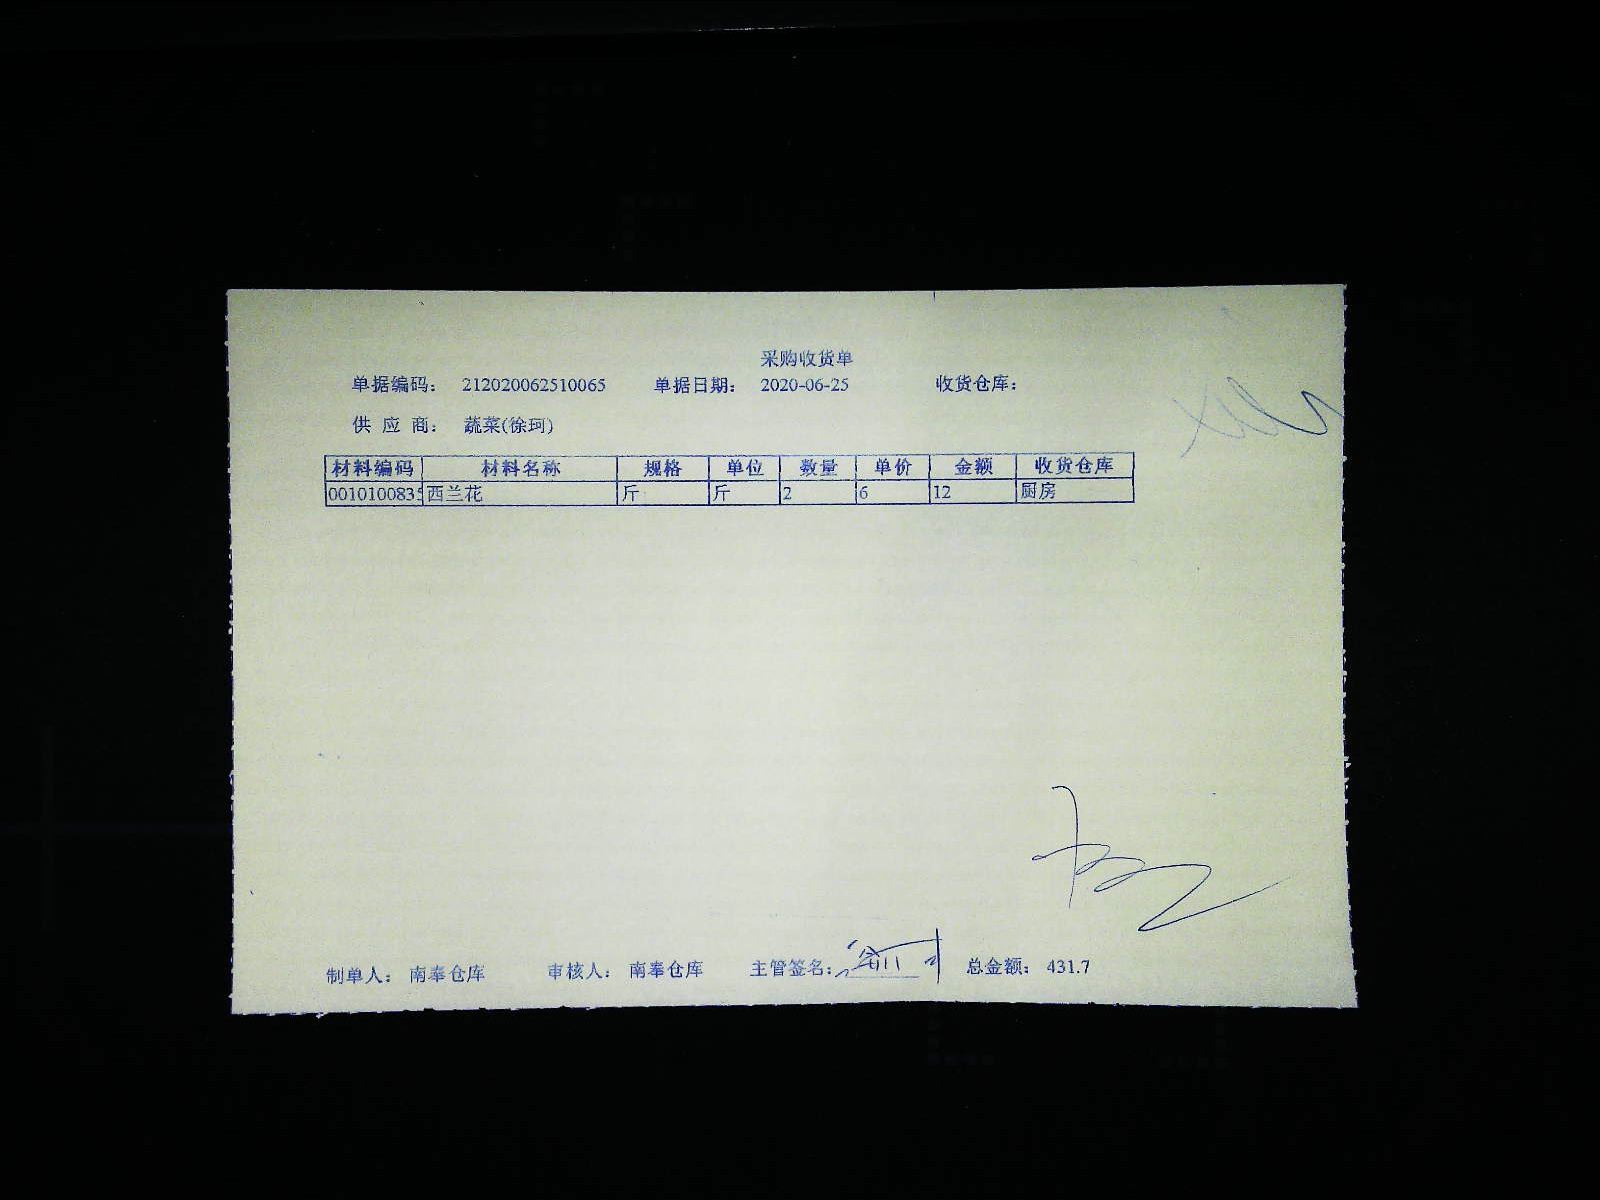 采购收货单
单据编码： 212020062510065 单据日期： 2020-06-25 收货仓库：
供 应 商： 蔬菜(徐珂)
材料编码 材料名称 规格 单位 数量 单价 金额 收货仓库
0010100835 西兰花 斤 斤 2 6 12 厨房
制单人： 南奉仓库 审核人： 南奉仓库 主管签名： 总金额： 431.7